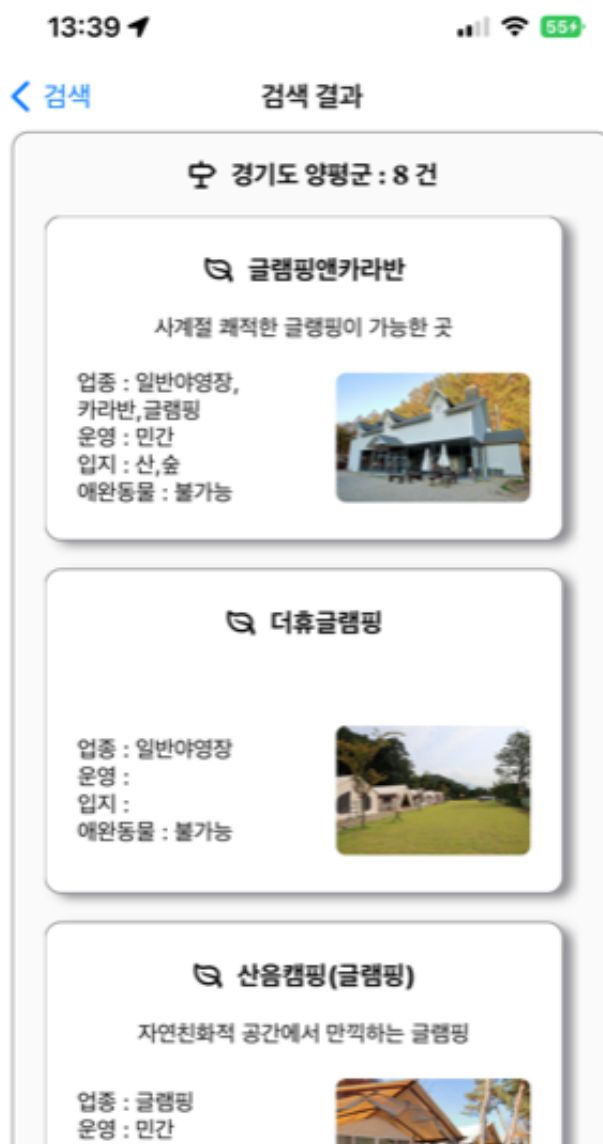 13:39
55
검색
검색 결과
경기도 양평군 : 8 건
글램핑앤카라반
사계절 쾌적한 글램핑이 가능한 곳
업종 : 일반야영장,
카라반,글램핑
운영 : 민간
입지 : 산,숲
애완동물 : 불가능
더휴글램핑
업종 : 일반야영장
운영 :
입지 :
애완동물 : 불가능
산음캠핑(글램핑)
자연친화적 공간에서 만끽하는 글램핑
업종 : 글램핑
운영 : 민간